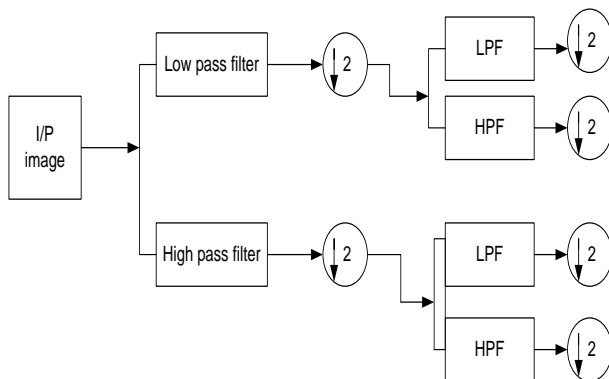 I/P
image
Low pass filter
2
LPF
2
HPF
2
High pass filter
2
LPF
2
HPF
2